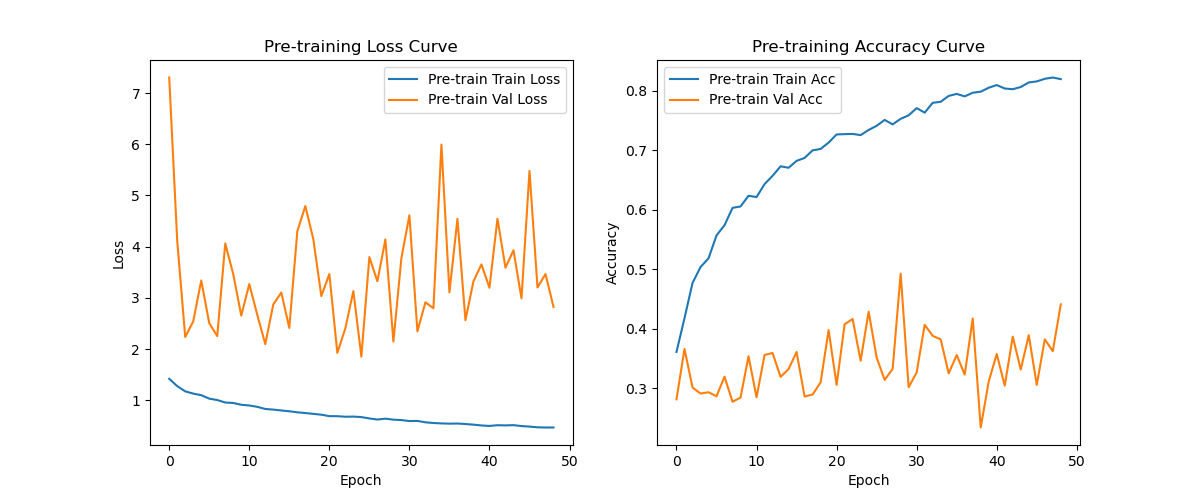 Pre-training Loss Curve
Pre-train Train Loss
Pre-train Val Loss
7
6
5
4
3
2
1
Loss
0 10 20 30 40 50
Epoch
Pre-training Accuracy Curve
Pre-train Train Acc
Pre-train Val Acc
0.8
0.7
0.6
0.5
0.4
0.3
Accuracy
0 10 20 30 40 50
Epoch